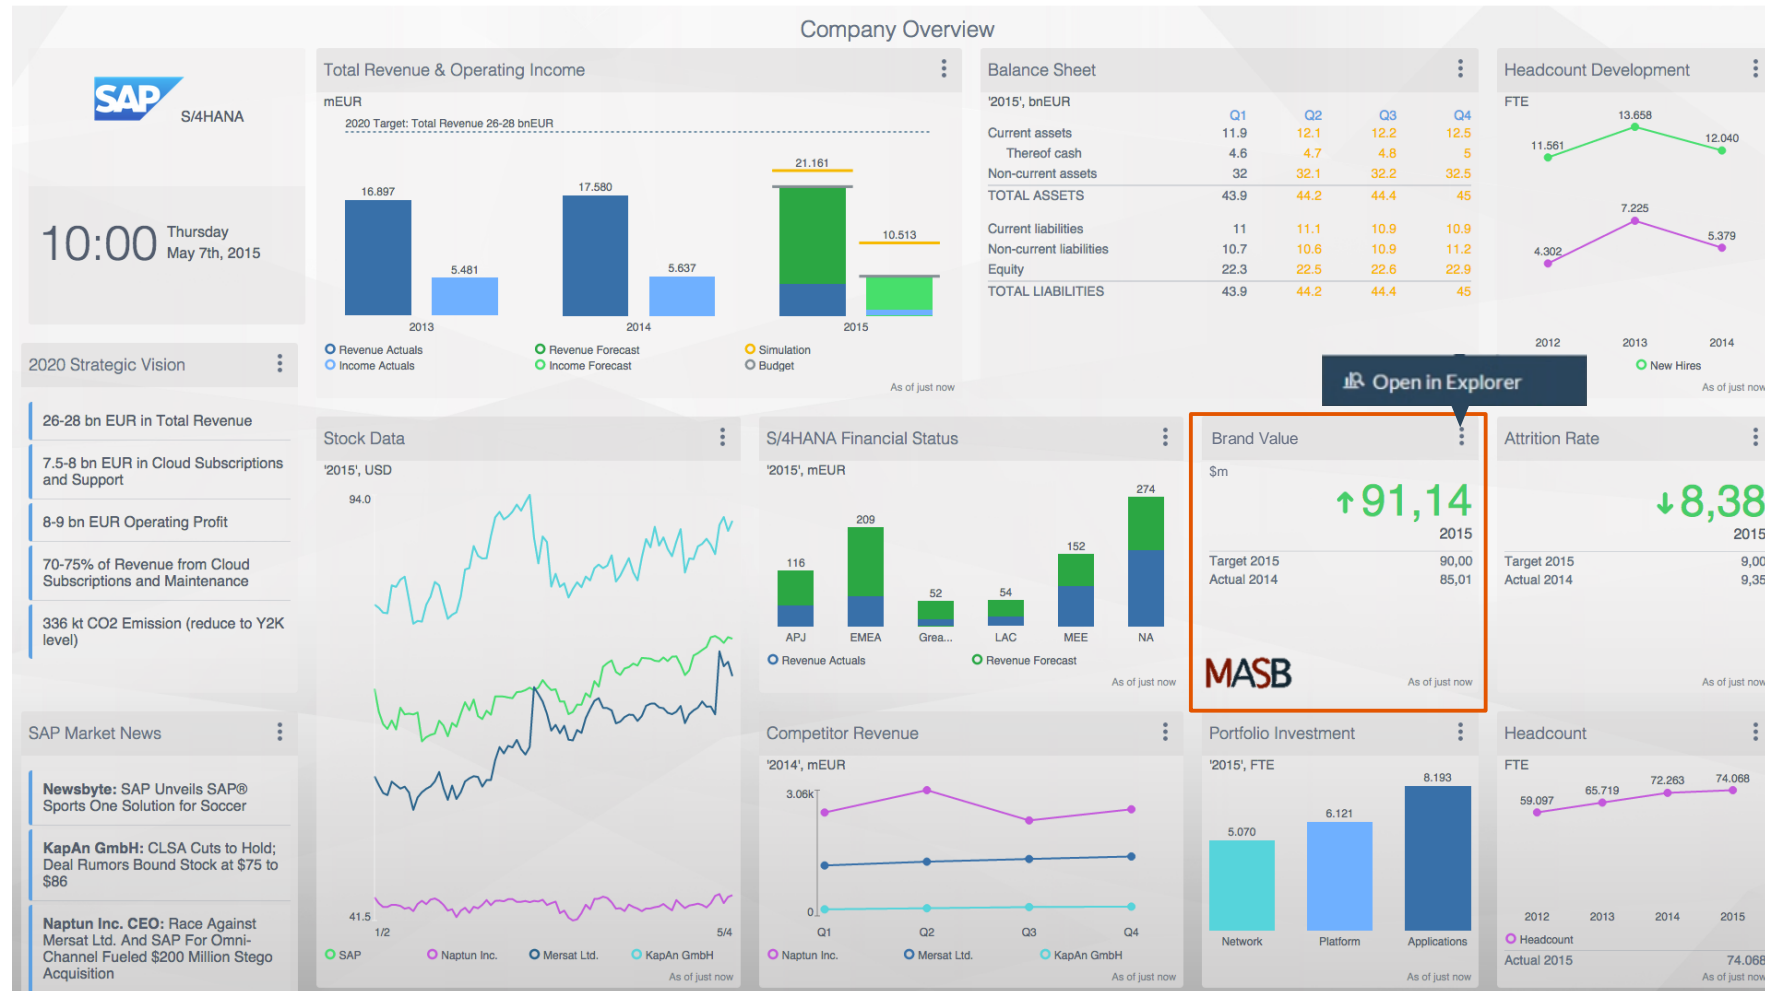 Company Overview
SAP
S/4HANA
10:00
Thursday
May 7th, 2015
2020 Strategic Vision
26-28 bn EUR in Total Revenue
7.5-8 bn EUR in Cloud Subscriptions
and Support
8-9 bn EUR Operating Profit
70-75% of Revenue from Cloud
Subscriptions and Maintenance
336 kt CO2 Emission (reduce to Y2K
level)
SAP Market News
Newsbyte: SAP Unveils SAP®
Sports One Solution for Soccer
KapAn GmbH: CLSA Cuts to Hold;
Deal Rumors Bound Stock at $75 to
$86
Naptun Inc. CEO: Race Against
Mersat Ltd. And SAP For Omni-
Channel Fueled $200 Million Stego
Acquisition
Total Revenue & Operating Income
mEUR
2020 Target: Total Revenue 26-28 bnEUR
16.897
5.481
17.580
5.637
21.161
10.513
2013 2014 2015
Revenue Actuals Revenue Forecast Simulation
Income Actuals Income Forecast Budget
As of just now
Balance Sheet
'2015', bnEUR
Q1 Q2 Q3 Q4
Current assets 11.9 12.1 12.2 12.5
Thereof cash 4.6 4.7 4.8 5
Non-current assets 32 32.1 32.2 32.5
TOTAL ASSETS 43.9 44.2 44.4 45
Current liabilities 11 11.1 10.9 10.9
Non-current liabilities 10.7 10.6 10.9 11.2
Equity 22.3 22.5 22.6 22.9
TOTAL LIABILITIES 43.9 44.2 44.4 45
Headcount Development
FTE
11.561 13.658 12.040
4.302 7.225 5.379
2012 2013 2014
New Hires
As of just now
Open in Explorer
Stock Data
'2015', USD
94.0
41.5
1/2 5/4
SAP Naptun Inc. Mersat Ltd. KapAn GmbH
As of just now
S/4HANA Financial Status
'2015', mEUR
116 209 52 54 152 274
APJ EMEA Grea... LAC MEE NA
Revenue Actuals Revenue Forecast
As of just now
Brand Value
$m
91,14
2015
Target 2015 90,00
Actual 2014 85,01
MASB
As of just now
Attrition Rate
8,38
2015
Target 2015 9,00
Actual 2014 9,35
As of just now
Competitor Revenue
'2014', mEUR
3.06k
0
Q1 Q2 Q3 Q4
Naptun Inc. Mersat Ltd. KapAn GmbH
As of just now
Portfolio Investment
'2015', FTE
5.070 6.121 8.193
Network Platform Applications
As of just now
Headcount
FTE
59.097 65.719 72.263 74.068
2012 2013 2014 2015
Headcount
Actual 2015 74.068
As of just now